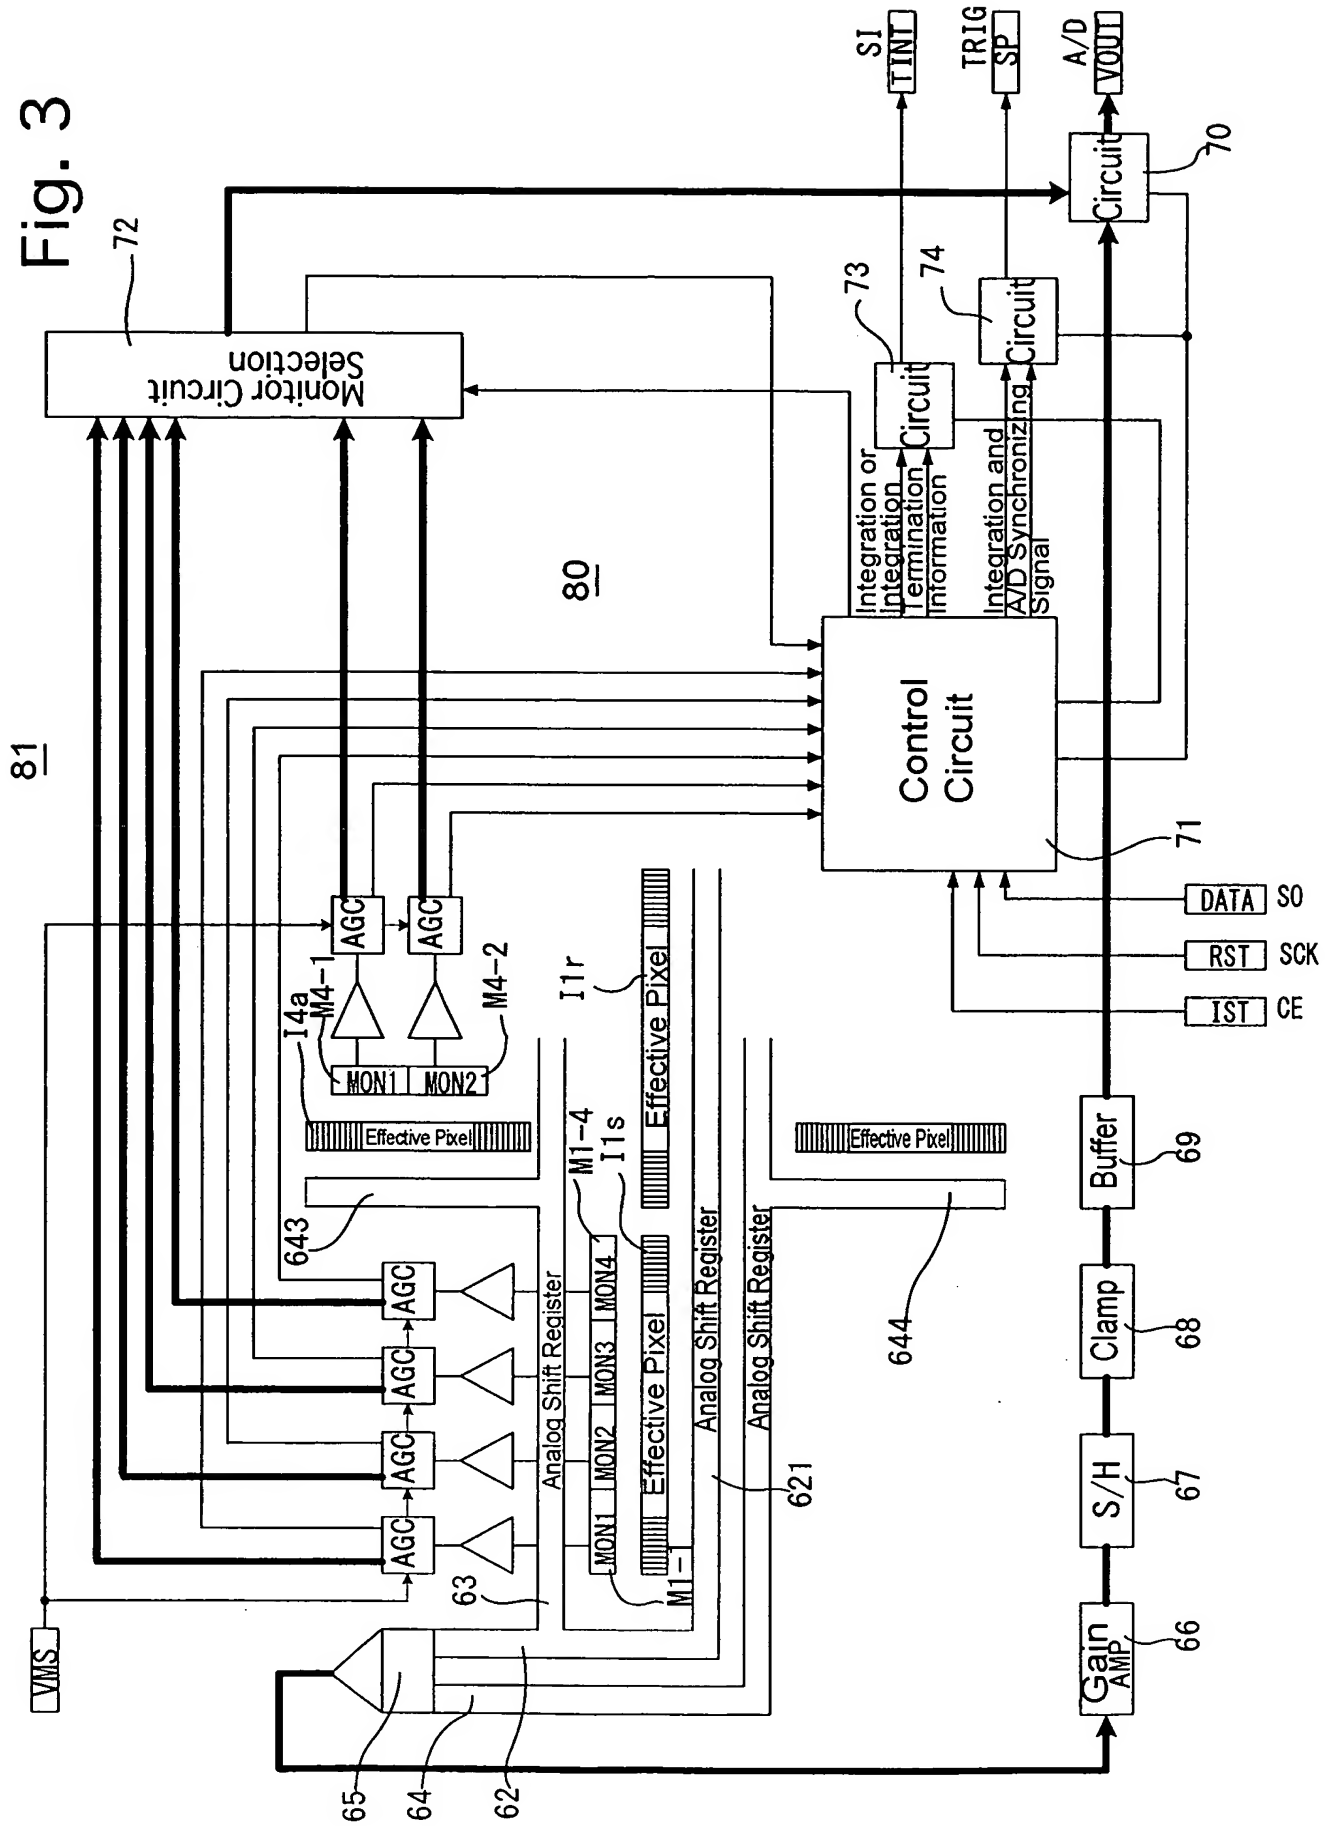 Fig. 3
81
80
72
Monitor Circuit
Selection
VMS
AGC
AGC
AGC
AGC
AGC
AGC
643
I4a
M4-1
MON1
MON2
M4-2
Effective Pixel
63
Analog Shift Register
MON1
MON2
MON3
MON4
M1-4
M1-1
I1s
Effective Pixel
I1r
Effective Pixel
621
Analog Shift Register
Analog Shift Register
Effective Pixel
644
65
64
62
Control
Circuit
71
IST
CE
RST
SCK
DATA
SO
Integration or
Integration
Termination
Information
Circuit
73
Integration and
A/D Synchronizing
Signal
Circuit
74
SI
TINT
TRIG
SP
A/D
VOUT
Circuit
70
Gain
AMP
66
S/H
67
Clamp
68
Buffer
69